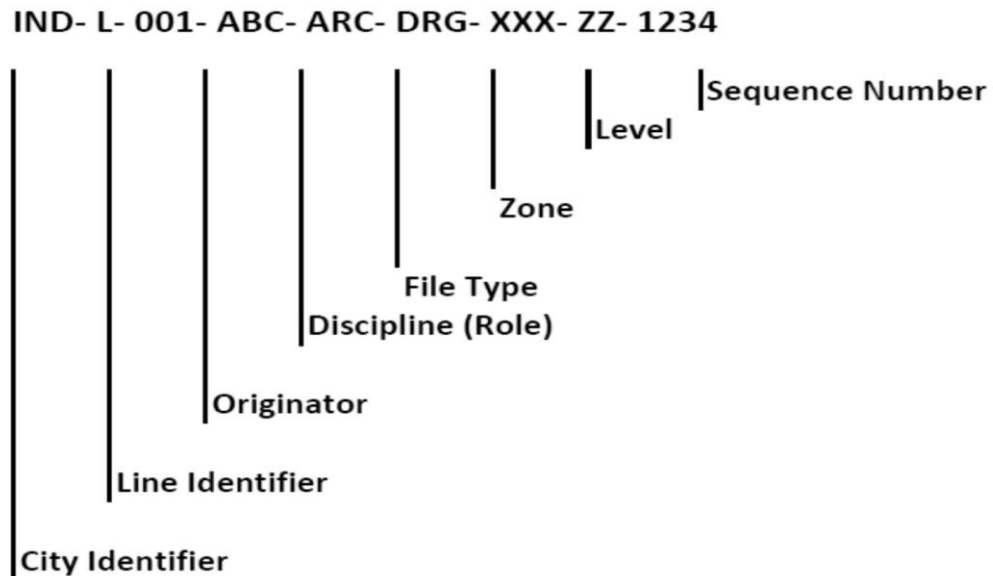 IND- L- 001- ABC- ARC- DRG- XXX- ZZ- 1234
Sequence Number
Level
Zone
File Type
Discipline (Role)
Originator
Line Identifier
City Identifier